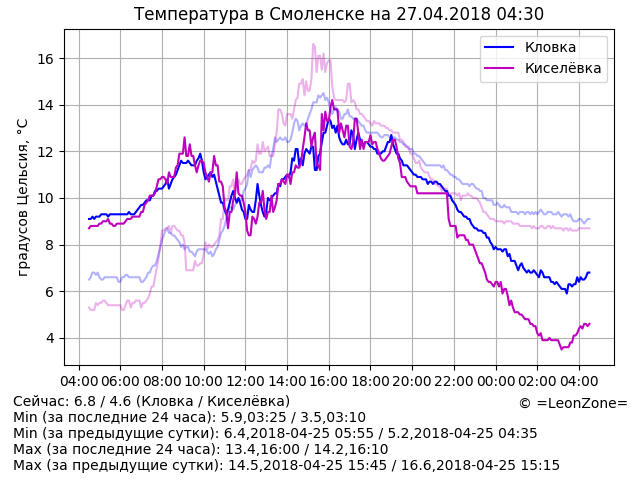 Температура в Смоленске на 27.04.2018 04:30
градусов Цельсия, °С
16
14
12
10
8
6
4
Кловка
Киселёвка
04:00 06:00 08:00 10:00 12:00 14:00 16:00 18:00 20:00 22:00 00:00 02:00 04:00
Сейчас: 6.8 / 4.6 (Кловка / Киселёвка)
© =LeonZone=
Min (за последние 24 часа): 5.9,03:25 / 3.5,03:10
Min (за предыдущие сутки): 6.4,2018-04-25 05:55 / 5.2,2018-04-25 04:35
Max (за последние 24 часа): 13.4,16:00 / 14.2,16:10
Max (за предыдущие сутки): 14.5,2018-04-25 15:45 / 16.6,2018-04-25 15:15